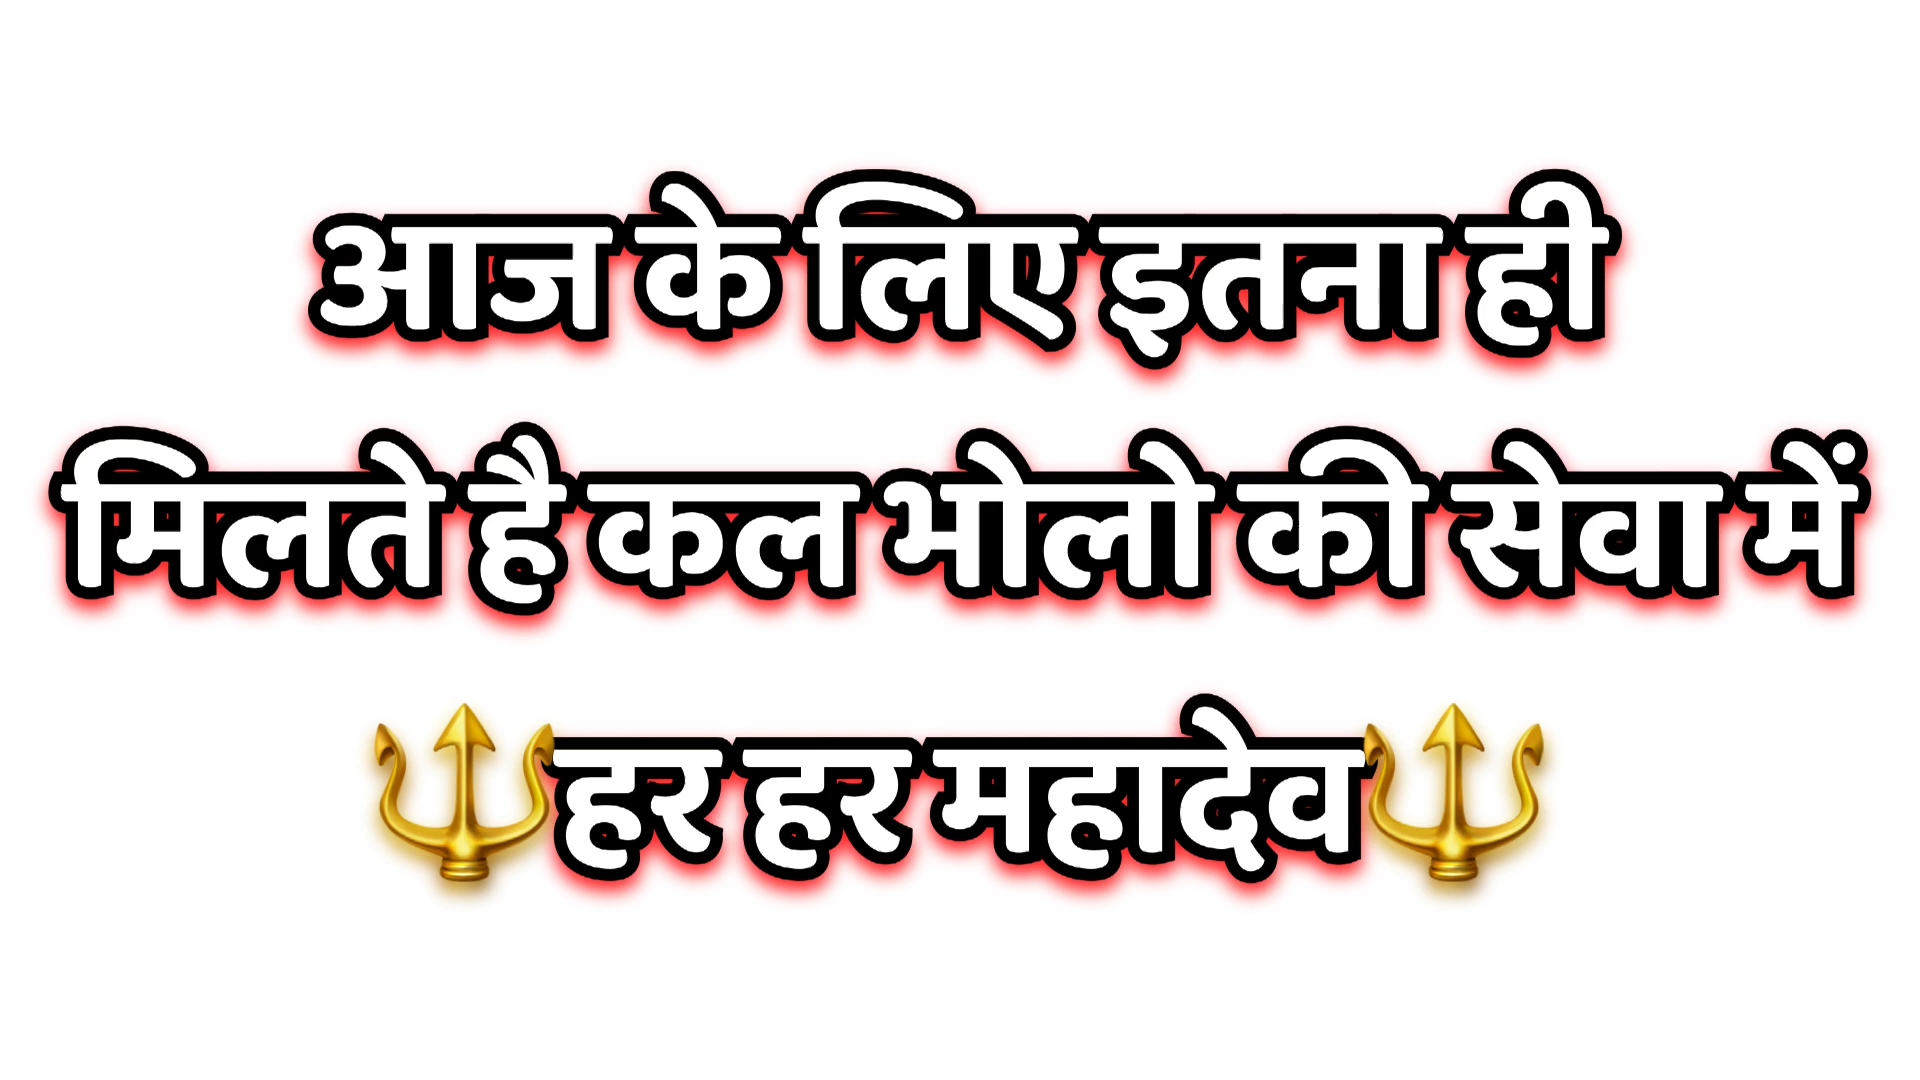 आज के लिए इतना ही
मिलते है कल भोलो की सेवा में
🔱हर हर महादेव🔱